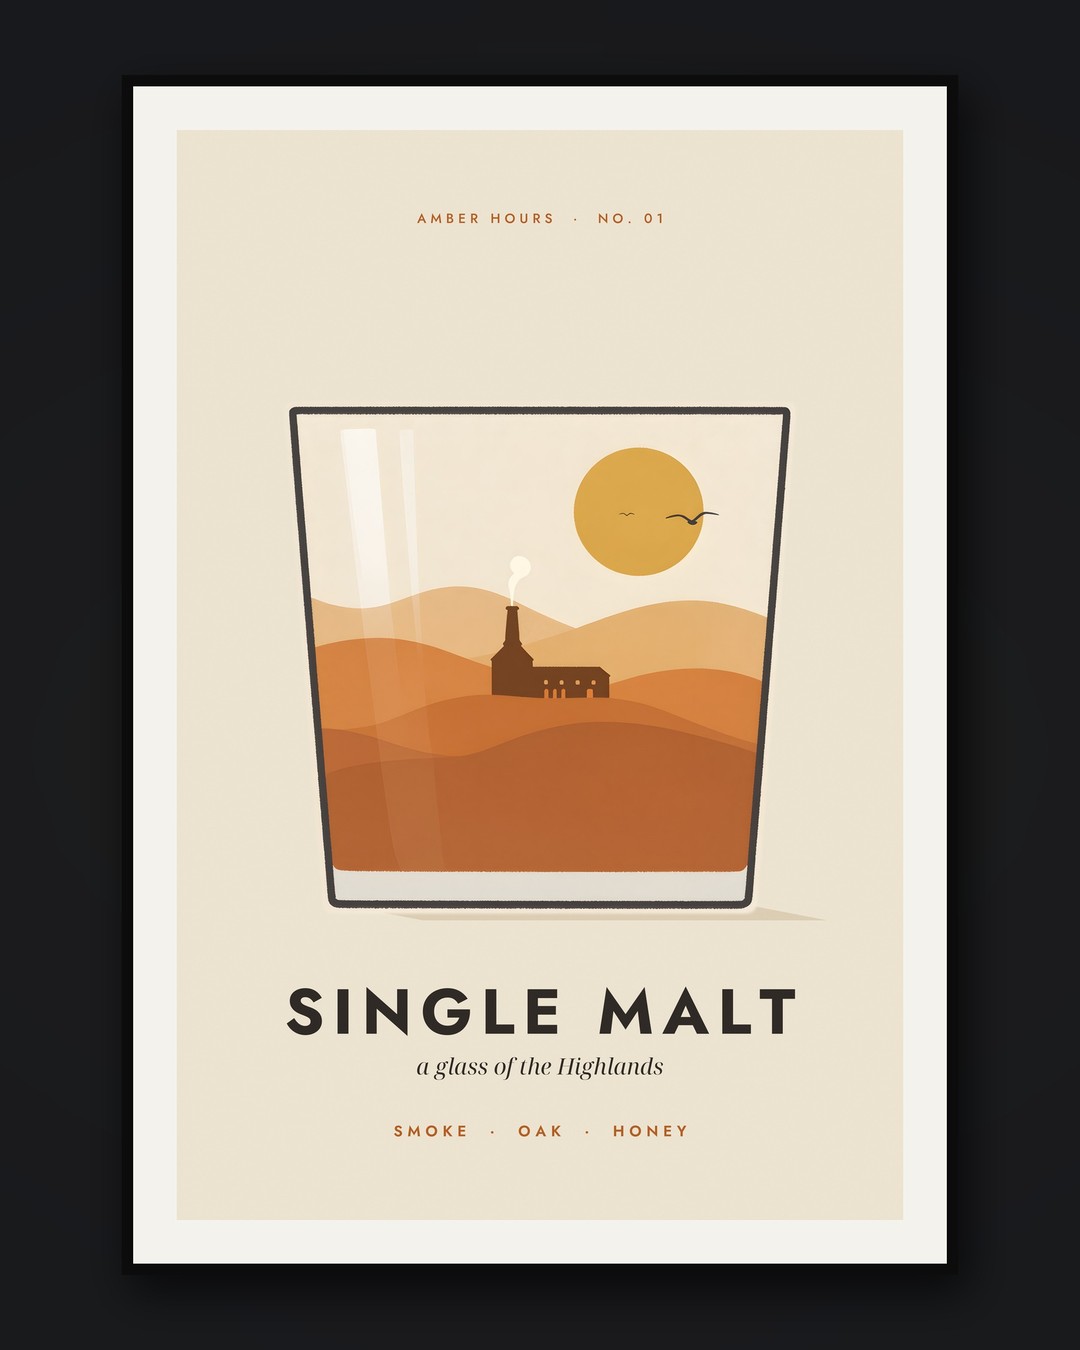 AMBER HOURS · NO. 01
SINGLE MALT
a glass of the Highlands
SMOKE · OAK · HONEY